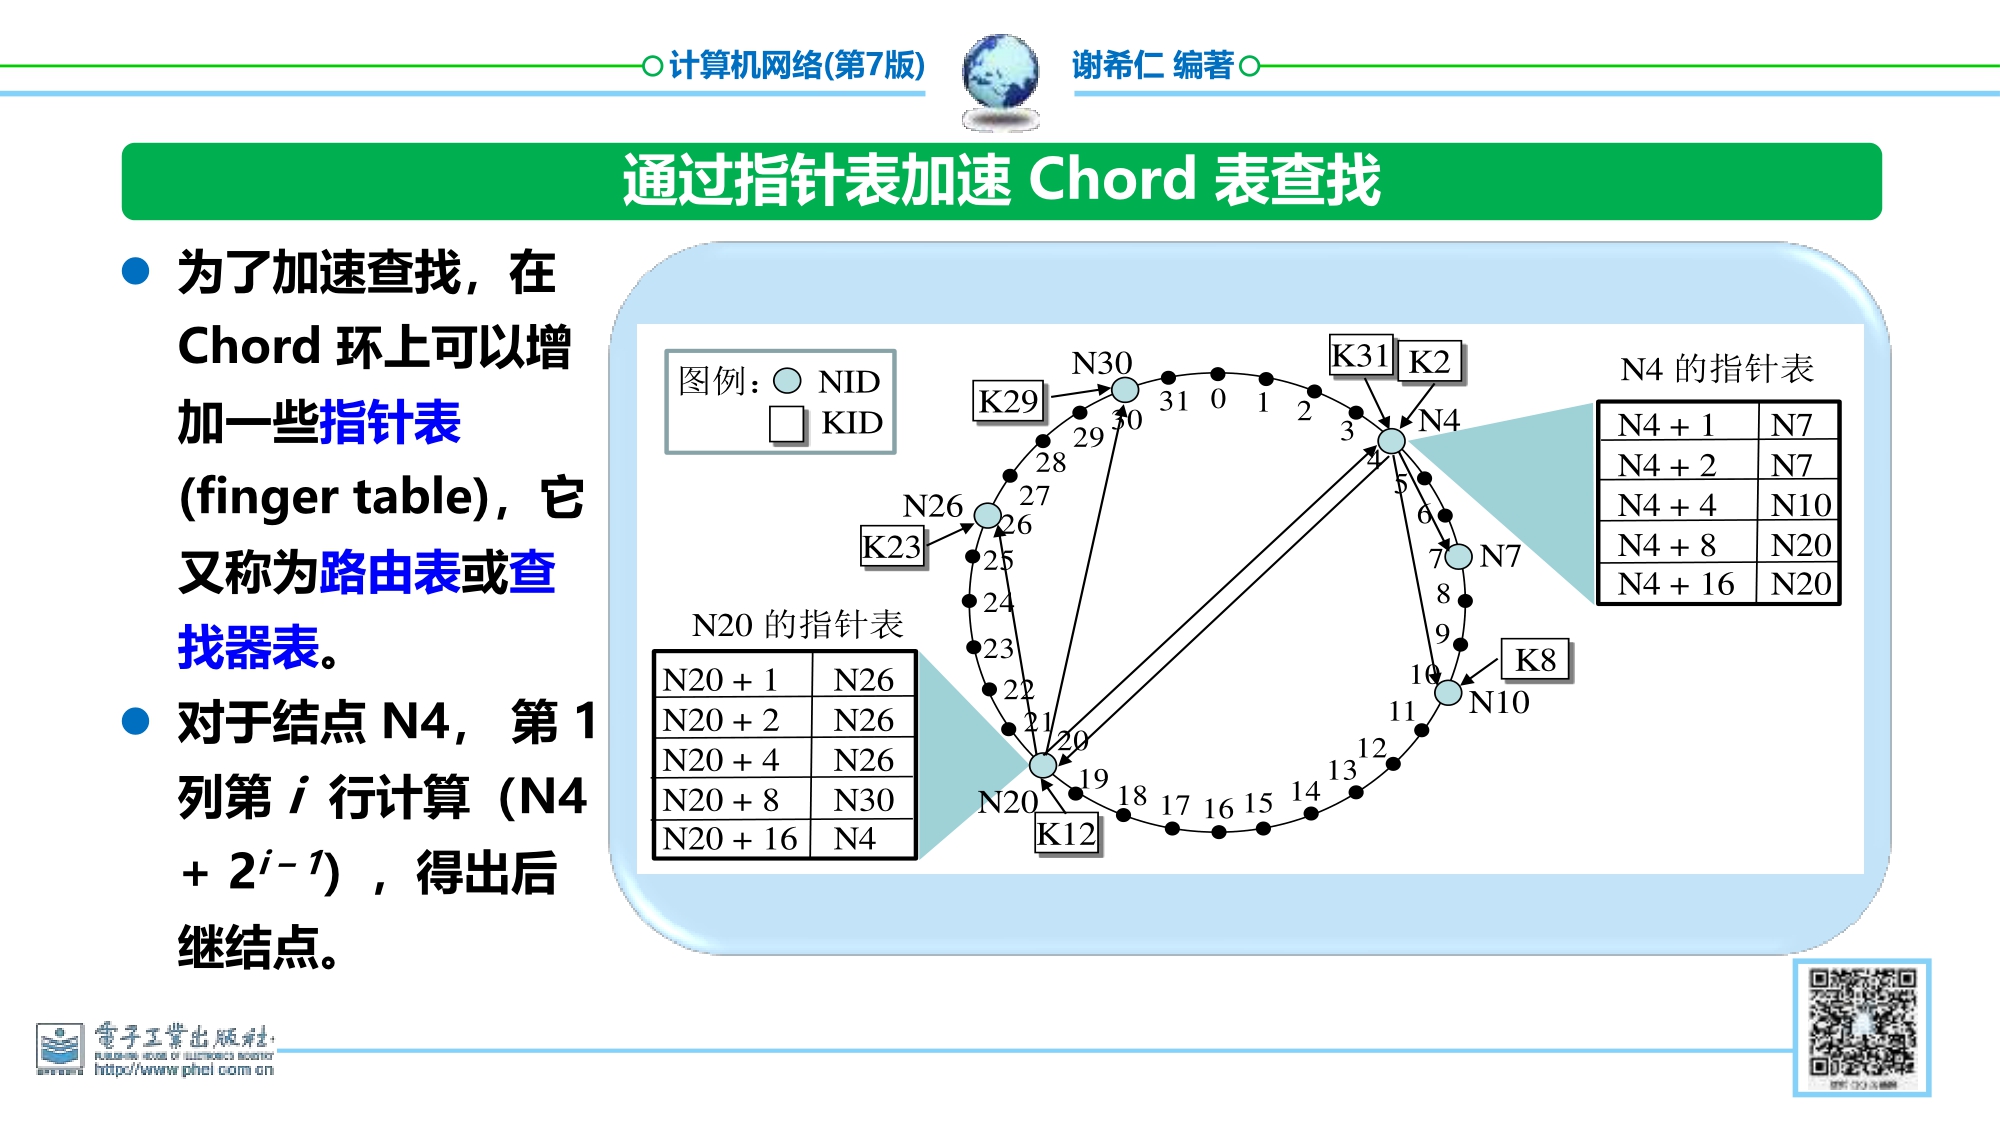 计算机网络(第7版)
谢希仁 编著
通过指针表加速 Chord 表查找
为了加速查找，在
Chord 环上可以增
加一些指针表
(finger table)，它
又称为路由表或查
找器表。
对于结点 N4， 第 1
列第 i 行计算（N4
+ 2i – 1），得出后
继结点。
图例：NID
KID
N30
K29
K31
K2
N4
N26
K23
N7
K8
N10
N20
K12
31
0
1
2
3
4
5
6
7
8
9
10
11
12
13
14
15
16
17
18
19
20
21
22
23
24
25
26
27
28
29
30
N4 的指针表
N4 + 1 N7
N4 + 2 N7
N4 + 4 N10
N4 + 8 N20
N4 + 16 N20
N20 的指针表
N20 + 1 N26
N20 + 2 N26
N20 + 4 N26
N20 + 8 N30
N20 + 16 N4
電子工業出版社
PUBLISHING HOUSE OF ELECTRONICS INDUSTRY
http://www.phei.com.cn